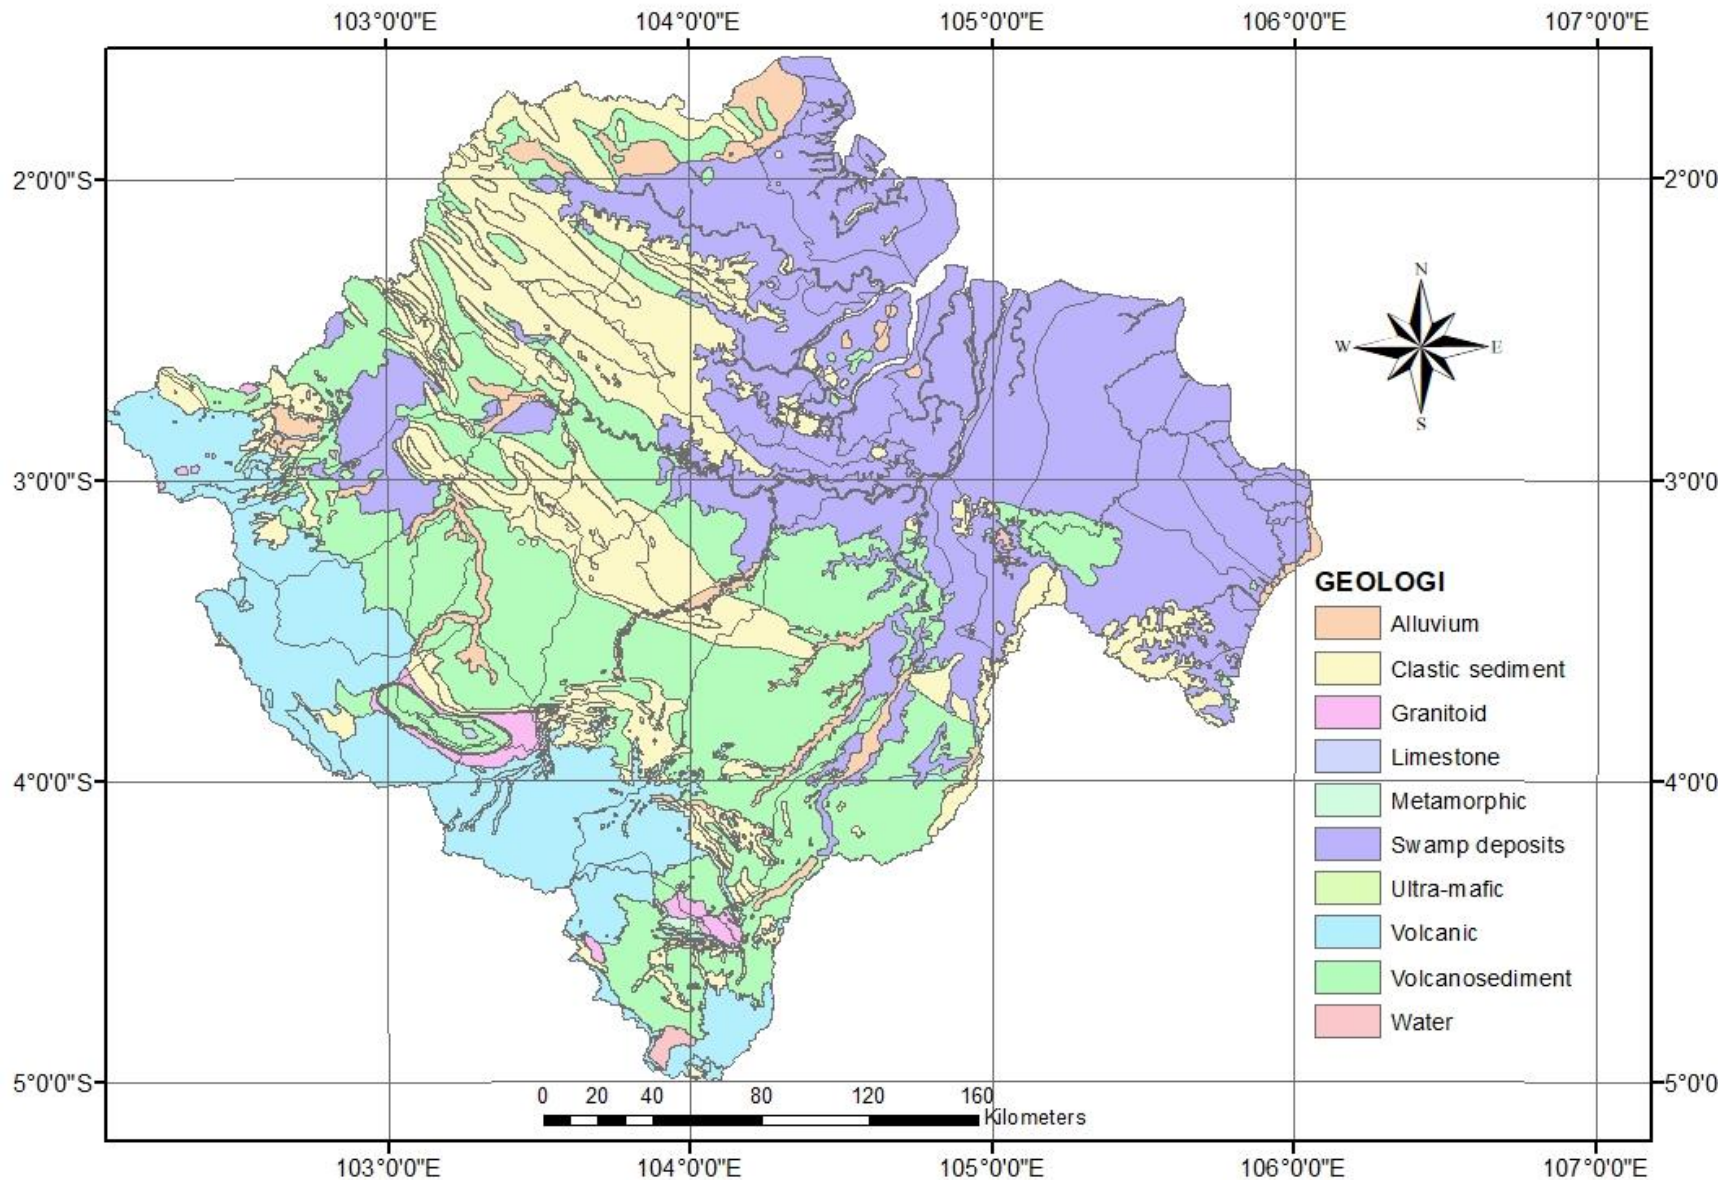 103°0'0"E 104°0'0"E 105°0'0"E 106°0'0"E 107°0'0"E
2°0'0"S 2°0'0
N
W E
S
3°0'0"S 3°0'0
GEOLOGI
Alluvium
Clastic sediment
Granitoid
Limestone
4°0'0"S 4°0'0
Metamorphic
Swamp deposits
Ultra-mafic
Volcanic
Volcanosediment
Water
5°0'0"S 5°0'0
0 20 40 80 120 160
Kilometers
103°0'0"E 104°0'0"E 105°0'0"E 106°0'0"E 107°0'0"E